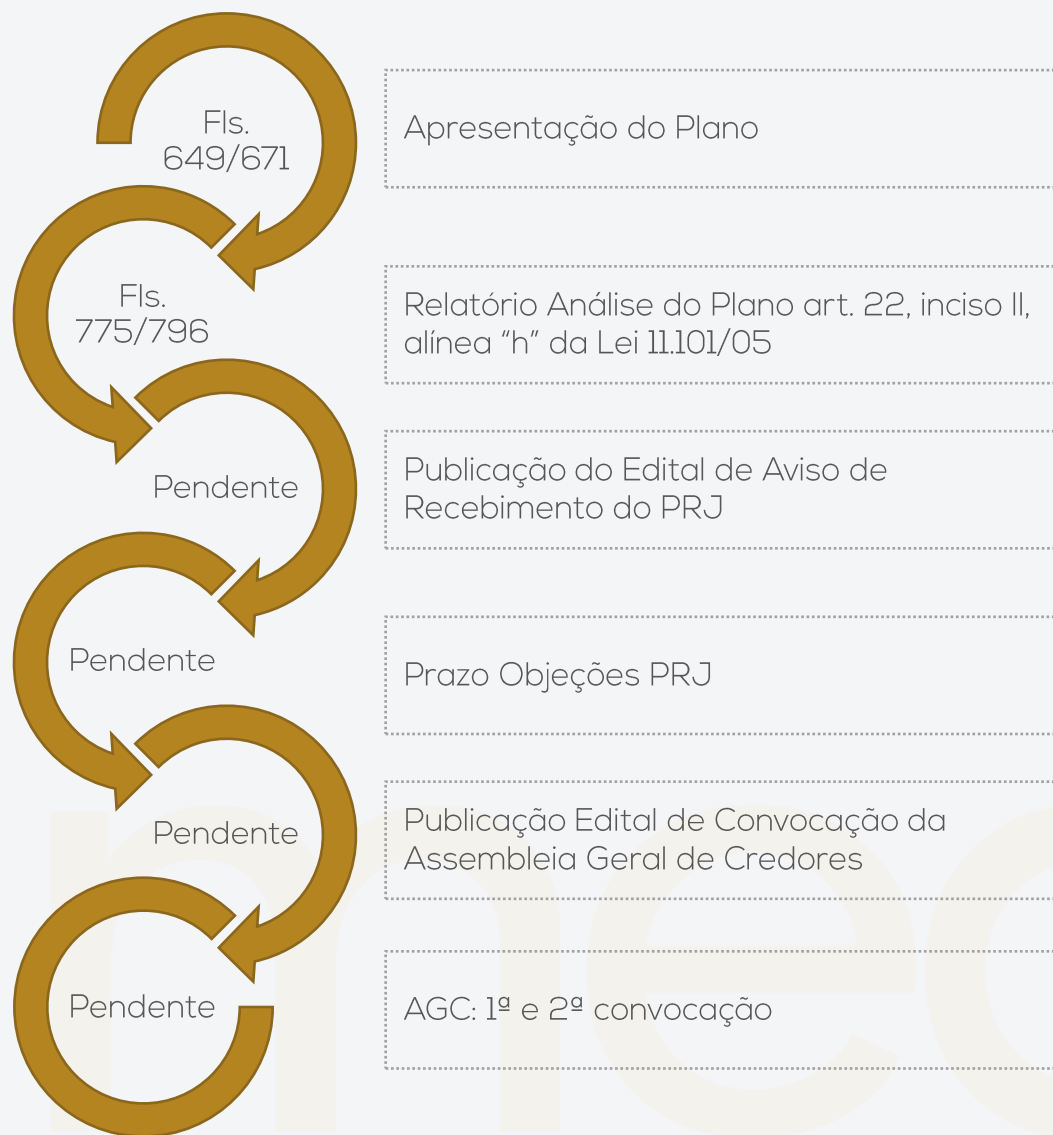 Fls.
649/671
Apresentação do Plano
Fls.
775/796
Relatório Análise do Plano art. 22, inciso II,
alínea “h” da Lei 11.101/05
Pendente
Publicação do Edital de Aviso de
Recebimento do PRJ
Pendente
Prazo Objeções PRJ
Pendente
Publicação Edital de Convocação da
Assembleia Geral de Credores
Pendente
AGC: 1ª e 2ª convocação